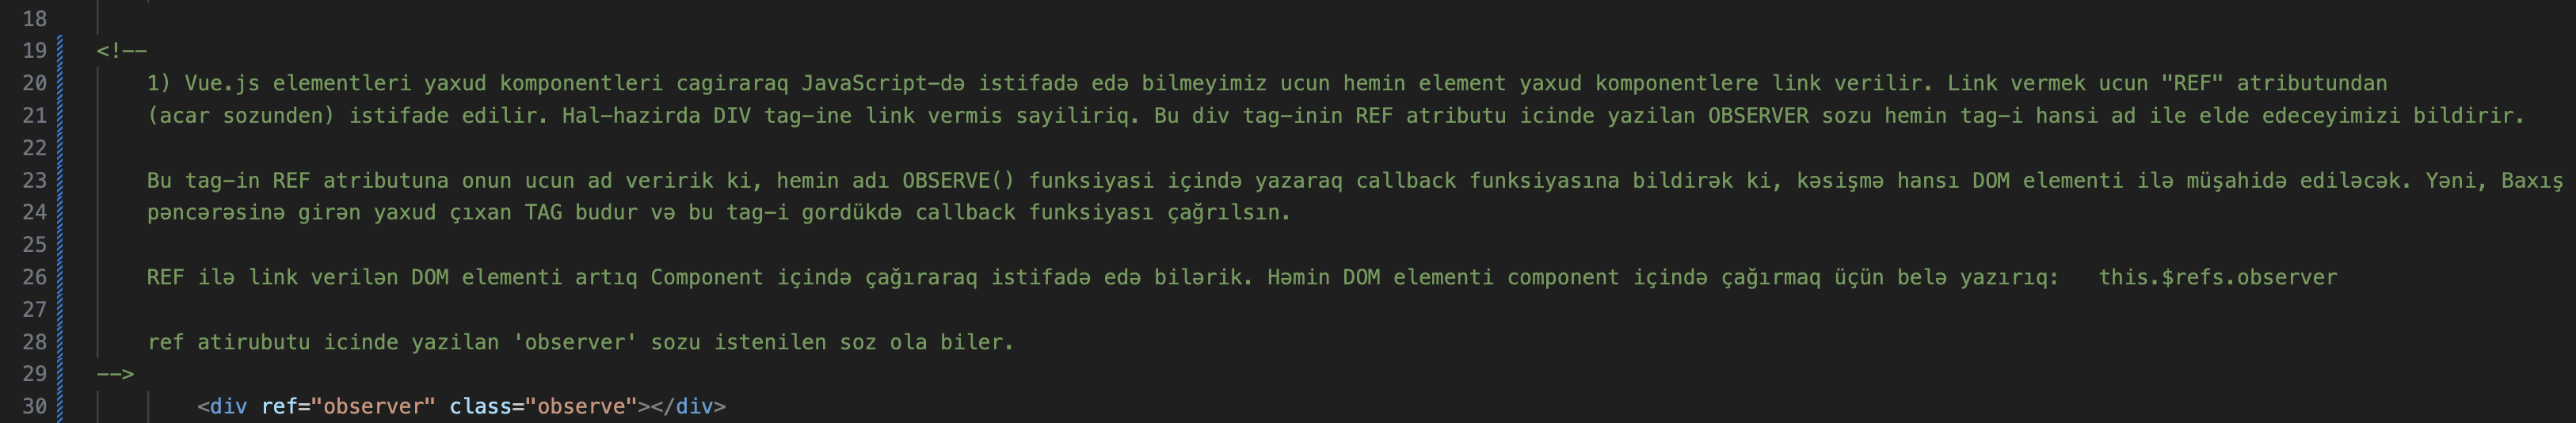 18
19 <!--
20 1) Vue.js elementleri yaxud komponentleri cagiraraq JavaScript-də istifadə edə bilmeyimiz ucun hemin element yaxud komponentlere link verilir. Link vermek ucun "REF" atributundan
21 (acar sozunden) istifade edilir. Hal-hazirda DIV tag-ine link vermis sayiliriq. Bu div tag-inin REF atributu icinde yazilan OBSERVER sozu hemin tag-i hansi ad ile elde edeceyimizi bildirir.
22
23 Bu tag-in REF atributuna onun ucun ad veririk ki, hemin adı OBSERVE() funksiyasi içində yazaraq callback funksiyasına bildirək ki, kəsişmə hansı DOM elementi ilə müşahidə ediləcək. Yəni, Baxış
24 pəncərəsinə girən yaxud çıxan TAG budur və bu tag-i gordükdə callback funksiyası çağrılsın.
25
26 REF ilə link verilən DOM elementi artıq Component içində çağıraraq istifadə edə bilərik. Həmin DOM elementi component içində çağırmaq üçün belə yazırıq: this.$refs.observer
27
28 ref atirubutu icinde yazilan 'observer' sozu istenilen soz ola biler.
29 -->
30 <div ref="observer" class="observe"></div>